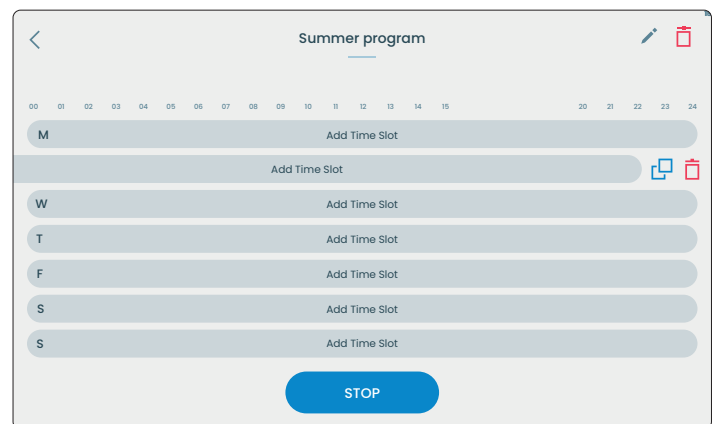 Summer program
00 01 02 03 04 05 06 07 08 09 10 11 12 13 14 15 20 21 22 23 24
M Add Time Slot
Add Time Slot
W Add Time Slot
T Add Time Slot
F Add Time Slot
S Add Time Slot
S Add Time Slot
STOP